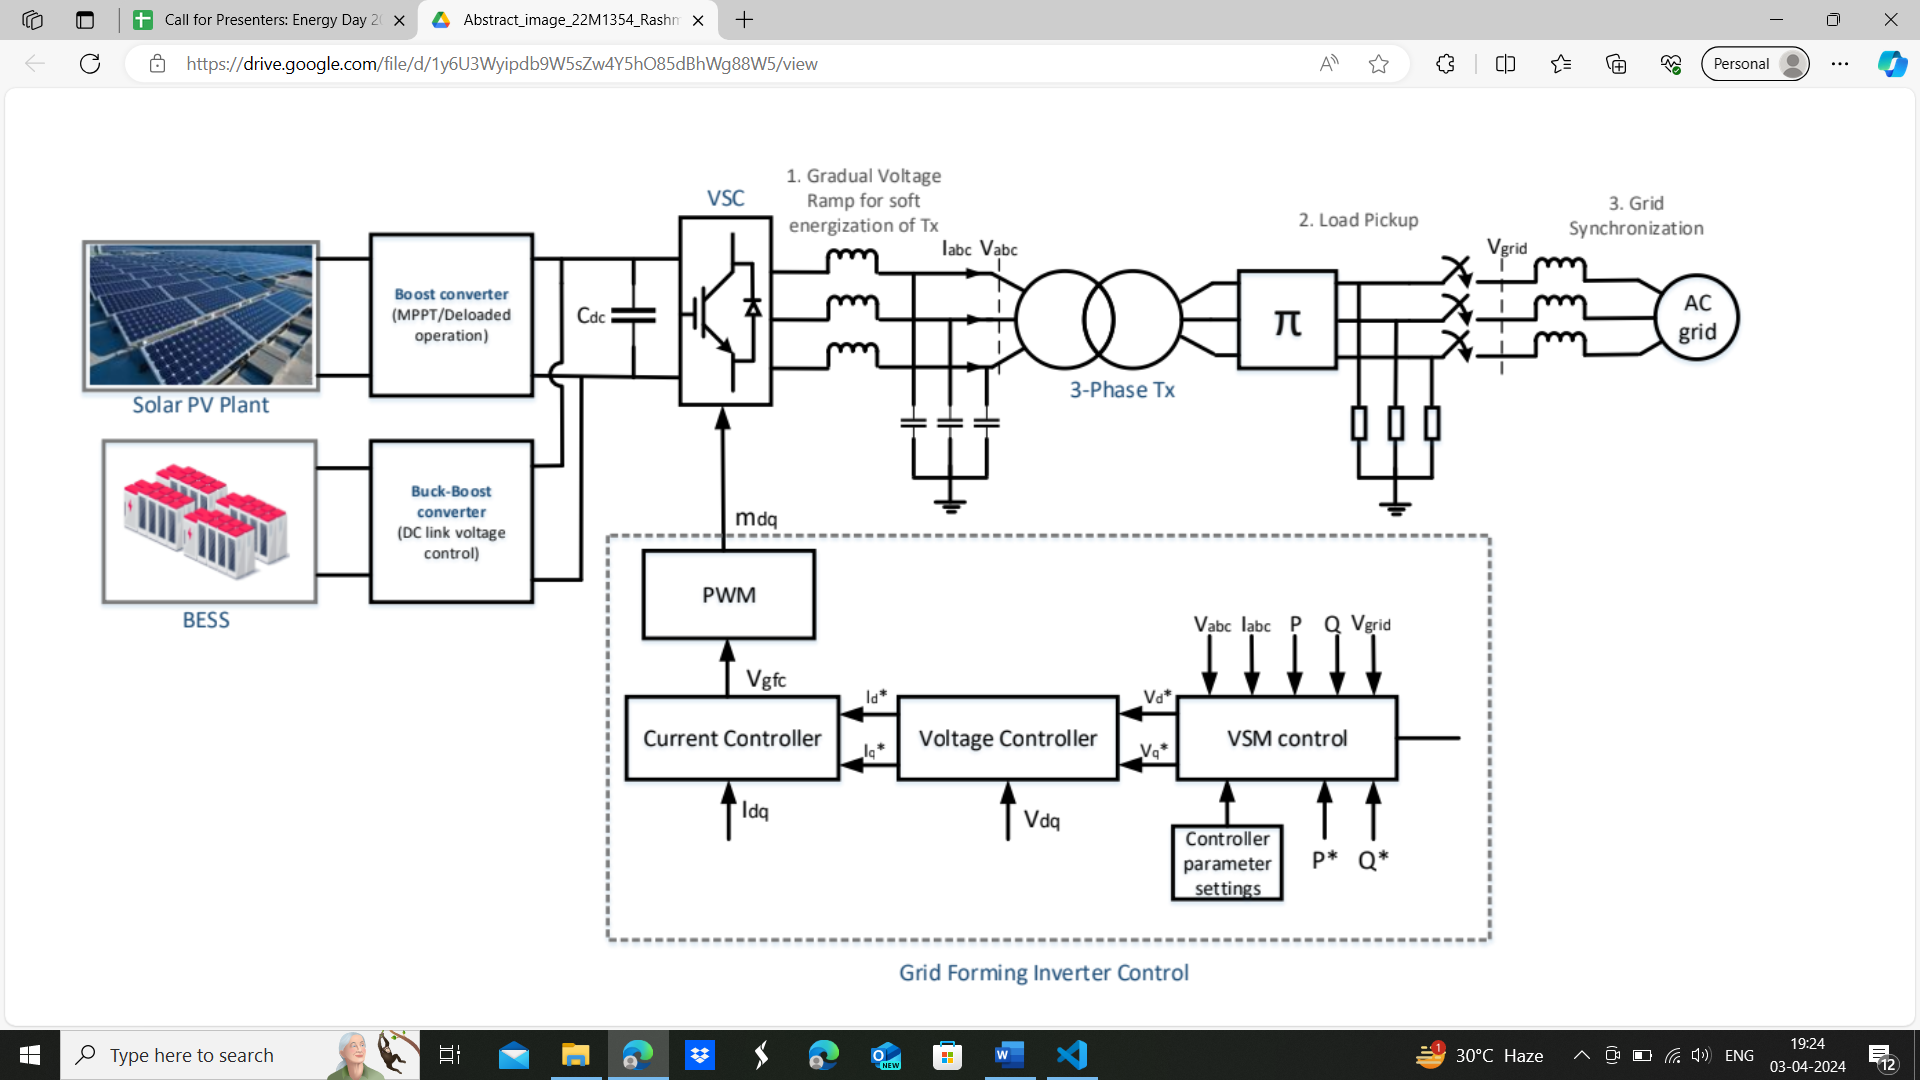 Call for Presenters: Energy Day 20
Abstract_image_22M1354_Rashm
https://drive.google.com/file/d/1y6U3Wyipdb9W5sZw4Y5hO85dBhWg88W5/view
Personal
1. Gradual Voltage
Ramp for soft
energization of Tx
VSC
2. Load Pickup
3. Grid
Synchronization
Iabc Vabc
Vgrid
Boost converter
(MPPT/Deloaded
operation)
Cdc
π
AC
grid
Solar PV Plant
3-Phase Tx
Buck-Boost
converter
(DC link voltage
control)
BESS
mdq
PWM
Vabc Iabc P Q Vgrid
Vgfc
Id*
Vd*
Current Controller
Voltage Controller
VSM control
Iq*
Vq*
Idq
Vdq
Controller
parameter
settings
P* Q*
Grid Forming Inverter Control
Type here to search
NEW
1
30°C Haze
ENG
19:24
03-04-2024
12